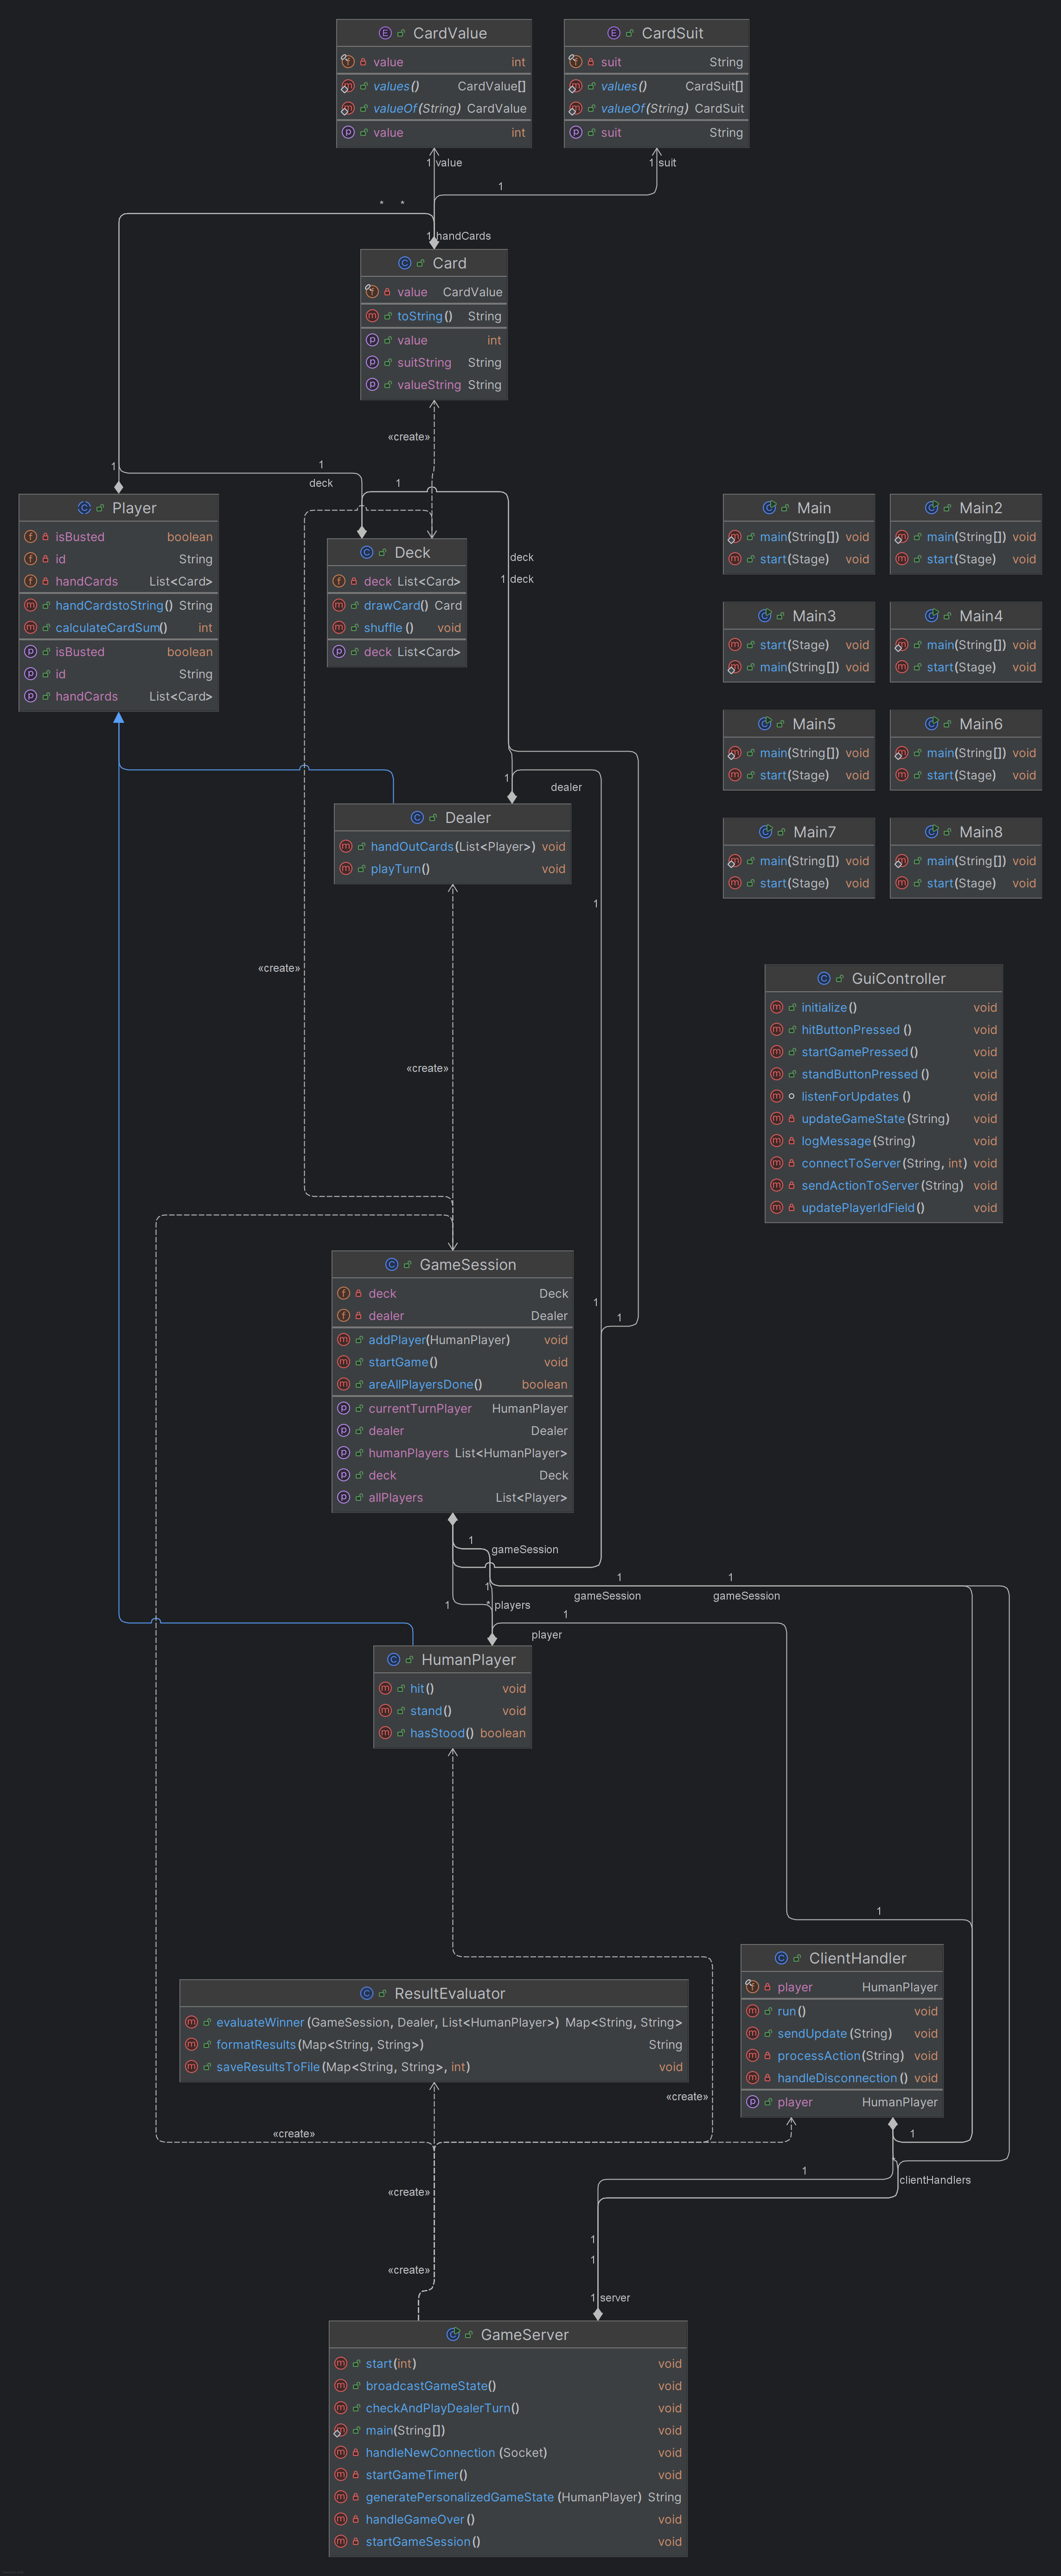 CardValue
value int
values() CardValue[]
valueOf(String) CardValue
value int
CardSuit
suit String
values() CardSuit[]
valueOf(String) CardSuit
suit String
1 value
1 suit
1
* *
1 handCards
Card
value CardValue
toString() String
value int
suitString String
valueString String
«create»
1
1
deck
1
Player
isBusted boolean
id String
handCards List<Card>
handCardstoString() String
calculateCardSum() int
isBusted boolean
id String
handCards List<Card>
Deck
deck List<Card>
drawCard() Card
shuffle() void
deck List<Card>
deck
1 deck
Main
main(String[]) void
start(Stage) void
Main2
main(String[]) void
start(Stage) void
Main3
start(Stage) void
main(String[]) void
Main4
main(String[]) void
start(Stage) void
Main5
main(String[]) void
start(Stage) void
Main6
main(String[]) void
start(Stage) void
Main7
main(String[]) void
start(Stage) void
Main8
main(String[]) void
start(Stage) void
1
dealer
Dealer
handOutCards(List<Player>) void
playTurn() void
1
«create»
«create»
GuiController
initialize() void
hitButtonPressed() void
startGamePressed() void
standButtonPressed() void
listenForUpdates() void
updateGameState(String) void
logMessage(String) void
connectToServer(String, int) void
sendActionToServer(String) void
updatePlayerIdField() void
GameSession
deck Deck
dealer Dealer
addPlayer(HumanPlayer) void
startGame() void
areAllPlayersDone() boolean
currentTurnPlayer HumanPlayer
dealer Dealer
humanPlayers List<HumanPlayer>
deck Deck
allPlayers List<Player>
1
1
1
gameSession
1
1
1
gameSession
gameSession
1
* players
1
player
HumanPlayer
hit() void
stand() void
hasStood() boolean
1
ResultEvaluator
evaluateWinner(GameSession, Dealer, List<HumanPlayer>) Map<String, String>
formatResults(Map<String, String>) String
saveResultsToFile(Map<String, String>, int) void
ClientHandler
player HumanPlayer
run() void
sendUpdate(String) void
processAction(String) void
handleDisconnection() void
player HumanPlayer
«create»
«create»
1
1
clientHandlers
«create»
1
1
«create»
1 server
GameServer
start(int) void
broadcastGameState() void
checkAndPlayDealerTurn() void
main(String[]) void
handleNewConnection(Socket) void
startGameTimer() void
generatePersonalizedGameState(HumanPlayer) String
handleGameOver() void
startGameSession() void